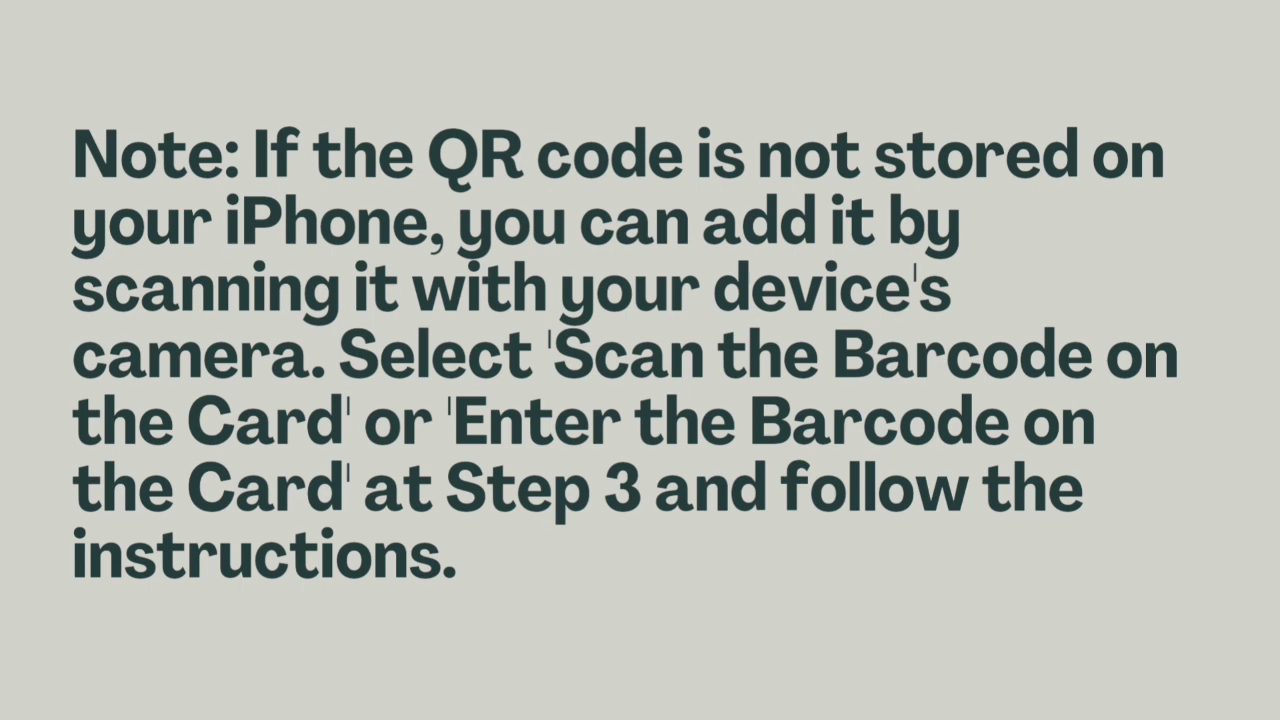 Note: If the QR code is not stored on
your iPhone, you can add it by
scanning it with your device's
camera. Select 'Scan the Barcode on
the Card' or 'Enter the Barcode on
the Card' at Step 3 and follow the
instructions.